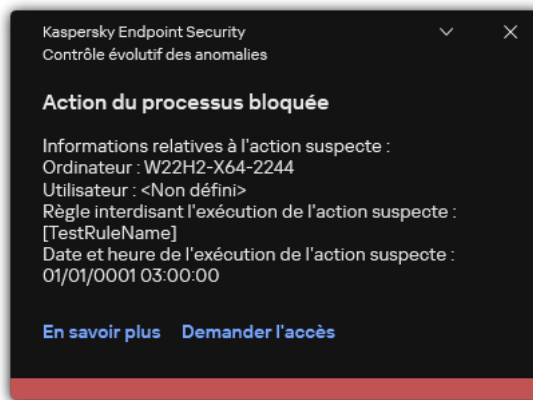 Kaspersky Endpoint Security
Contrôle évolutif des anomalies
Action du processus bloquée
Informations relatives à l'action suspecte :
Ordinateur : W22H2-X64-2244
Utilisateur : <Non défini>
Règle interdisant l'exécution de l'action suspecte :
[TestRuleName]
Date et heure de l'exécution de l'action suspecte :
01/01/0001 03:00:00
En savoir plus Demander l'accès